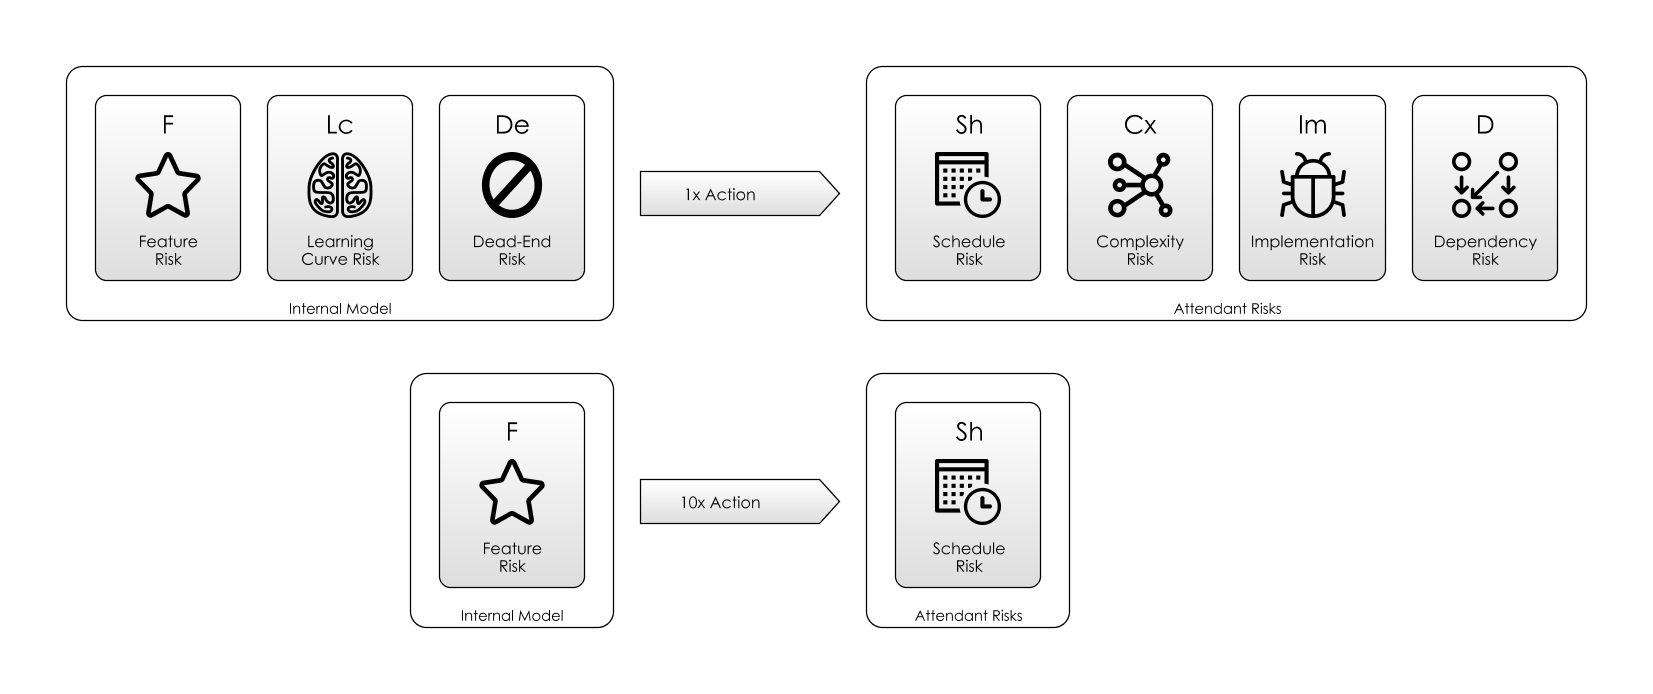 F
Lc
De
Feature
Risk
Learning
Curve Risk
Dead-End
Risk
Internal Model
1x Action
Sh
Cx
Im
D
Schedule
Risk
Complexity
Risk
Implementation
Risk
Dependency
Risk
Attendant Risks
F
Feature
Risk
Internal Model
10x Action
Sh
Schedule
Risk
Attendant Risks